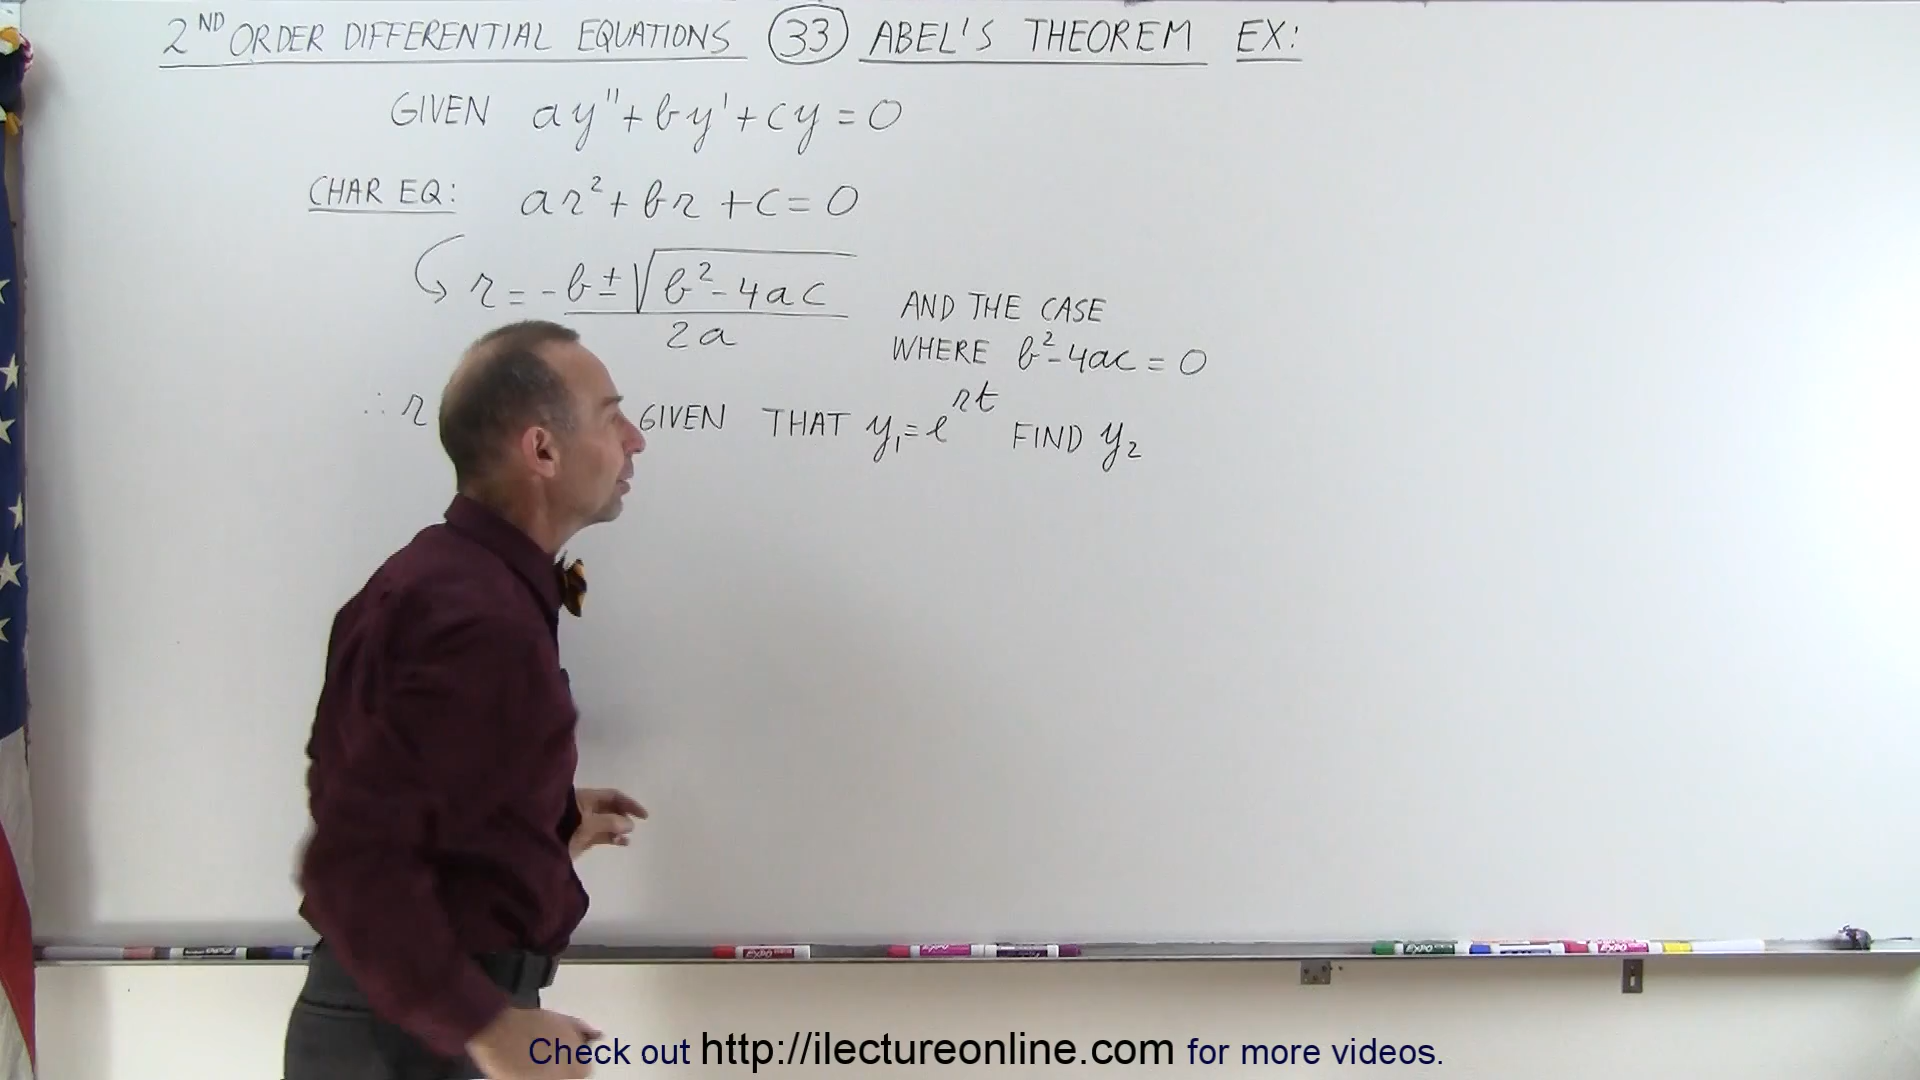 2ND ORDER DIFFERENTIAL EQUATIONS 33 ABEL'S THEOREM EX:
GIVEN ay"+by'+cy=0
CHAR EQ: ar²+br+c=0
r=-b±√b²-4ac
2a
AND THE CASE
WHERE b²-4ac=0
∴ r GIVEN THAT y₁=e^rt FIND y₂
Check out http://ilectureonline.com for more videos.